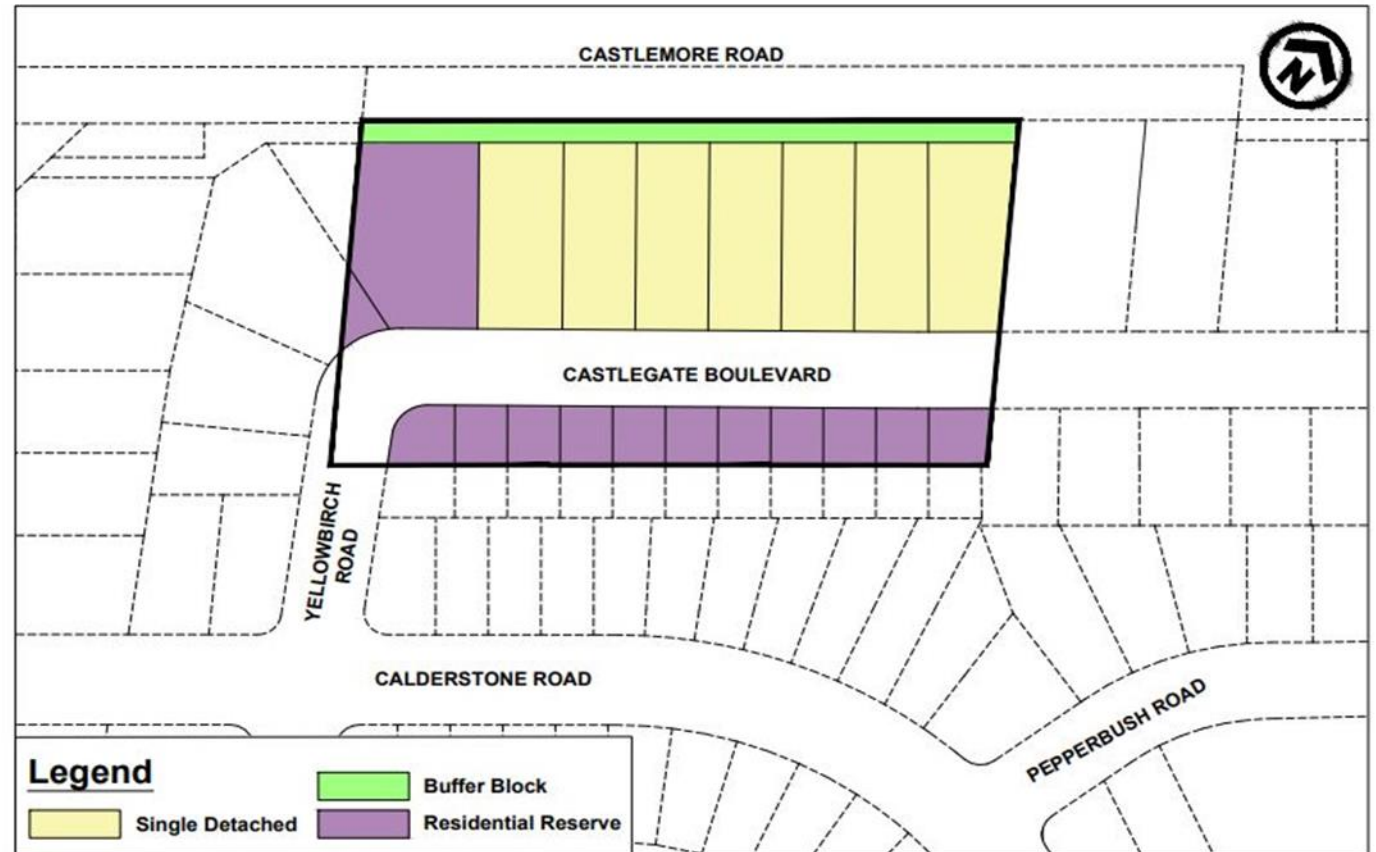 CASTLEMORE ROAD
N
CASTLEGATE BOULEVARD
YELLOWBIRCH
ROAD
CALDERSTONE ROAD
PEPPERBUSH ROAD
Legend
Buffer Block
Single Detached
Residential Reserve